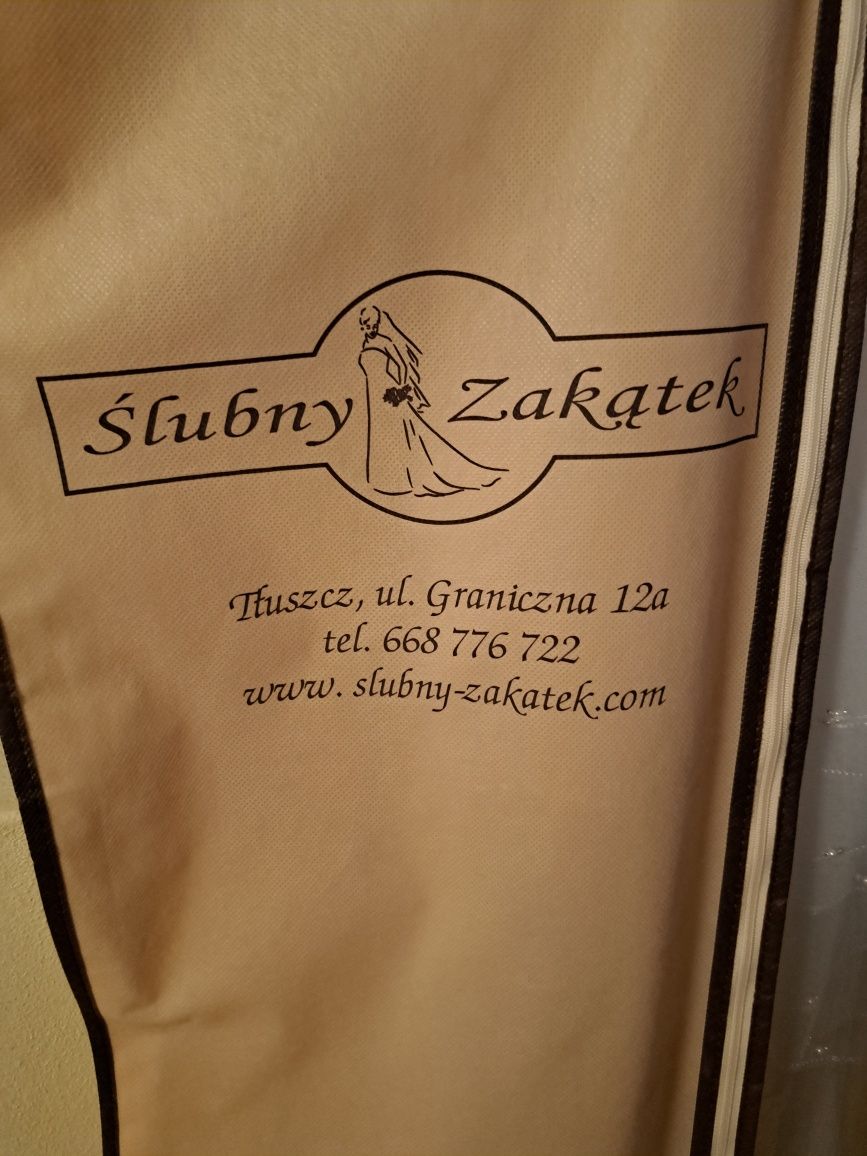 Ślubny Zakątek
Tłuszcz, ul. Graniczna 12a
tel. 668 776 722
www. slubny-zakatek.com